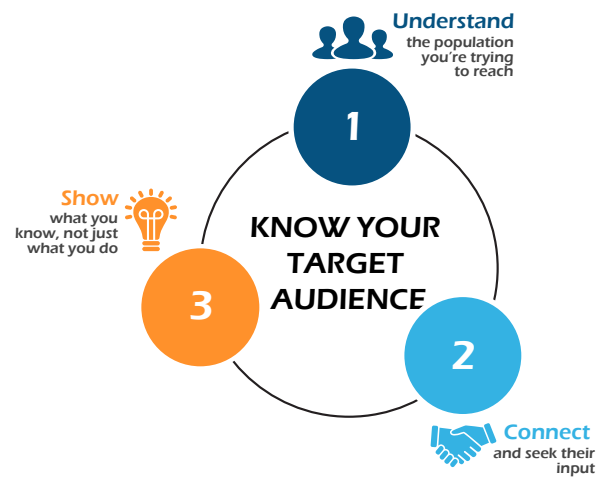 Understand
the population
you're trying
to reach
1
Show
what you
know, not just
what you do
KNOW YOUR
TARGET
AUDIENCE
3
2
Connect
and seek their
input